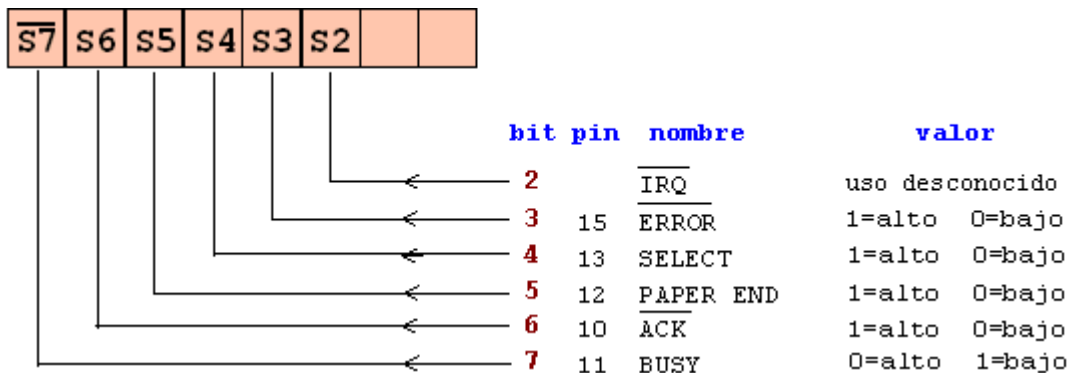 S7 S6 S5 S4 S3 S2
bit pin nombre valor
2 IRQ uso desconocido
3 15 ERROR 1=alto 0=bajo
4 13 SELECT 1=alto 0=bajo
5 12 PAPER END 1=alto 0=bajo
6 10 ACK 1=alto 0=bajo
7 11 BUSY 0=alto 1=bajo